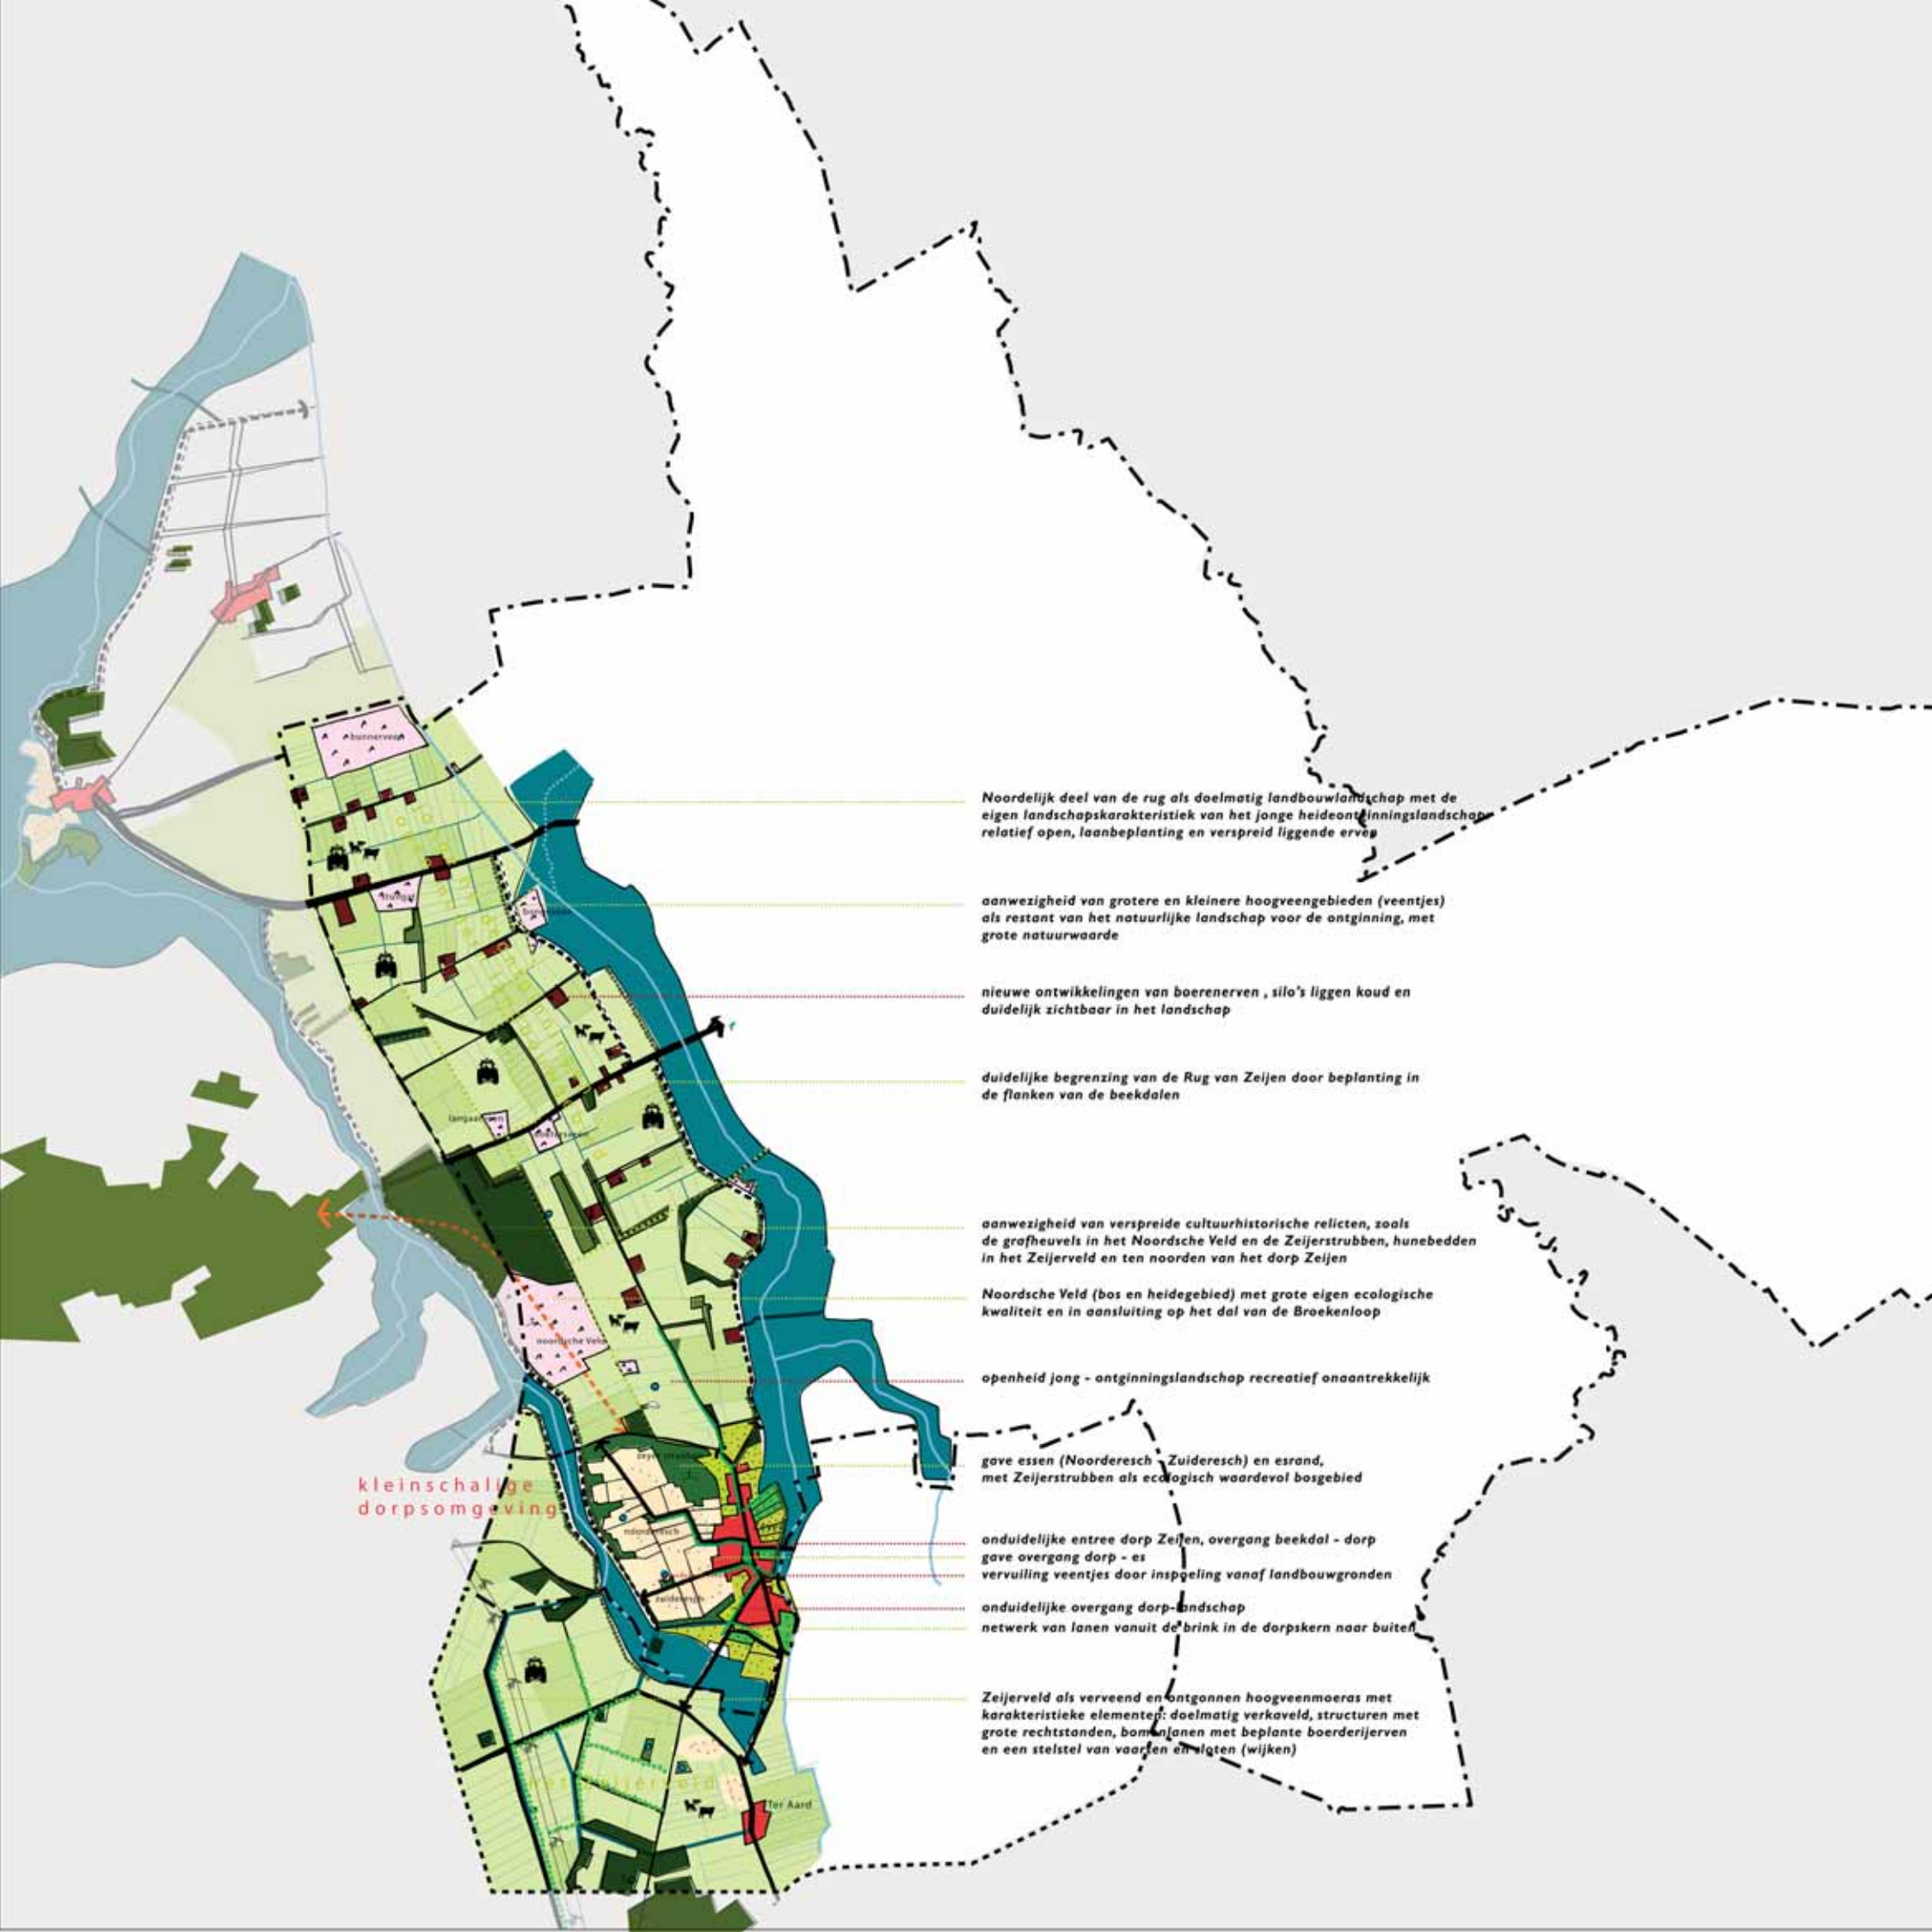 bunnerveen
Noordelijk deel van de rug als doelmatig landbouwlandschap met de
eigen landschapskarakteristiek van het jonge heideontginningslandschap
relatief open, laanbeplanting en verspreid liggende erven
aanwezigheid van grotere en kleinere hoogveengebieden (veentjes)
als restant van het natuurlijke landschap voor de ontginning, met
grote natuurwaarde
nieuwe ontwikkelingen van boerenerven , silo's liggen koud en
duidelijk zichtbaar in het landschap
duidelijke begrenzing van de Rug van Zeijen door beplanting in
de flanken van de beekdalen
aanwezigheid van verspreide cultuurhistorische relicten, zoals
de grafheuvels in het Noordsche Veld en de Zeijerstrubben, hunebedden
in het Zeijerveld en ten noorden van het dorp Zeijen
Noordsche Veld (bos en heidegebied) met grote eigen ecologische
kwaliteit en in aansluiting op het dal van de Broekenloop
noordsche Veld
openheid jong - ontginningslandschap recreatief onaantrekkelijk
gave essen (Noorderesch - Zuideresch) en esrand,
met Zeijerstrubben als ecologisch waardevol bosgebied
kleinschalige
dorpsomgeving
noorderesch
onduidelijke entree dorp Zeijen, overgang beekdal - dorp
gave overgang dorp - es
vervuiling veentjes door inspoeling vanaf landbouwgronden
zuideresch
onduidelijke overgang dorp-landschap
netwerk van lanen vanuit de brink in de dorpskern naar buiten
Zeijerveld als verveend en ontgonnen hoogveenmoeras met
karakteristieke elementen: doelmatig verkaveld, structuren met
grote rechtstanden, bomenlanen met beplante boerderijerven
en een stelstel van vaarten en sloten (wijken)
het Zeijerveld
Ter Aard